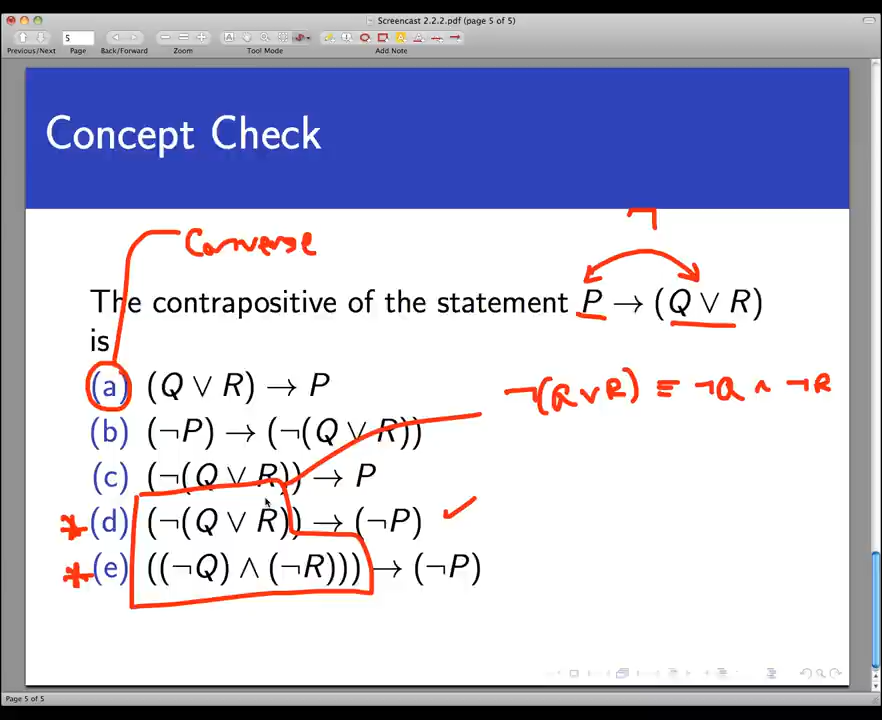 Screencast 2.2.2.pdf (page 5 of 5)
5
Previous/Next Page Back/Forward Zoom Tool Mode Add Note
Concept Check
¬
Converse
The contrapositive of the statement P → (Q ∨ R)
is
(a) (Q ∨ R) → P
¬(Q ∨ R) ≡ ¬Q ∧ ¬R
(b) (¬P) → (¬(Q ∨ R))
(c) (¬(Q ∨ R)) → P
* (d) (¬(Q ∨ R)) → (¬P) ✓
* (e) ((¬Q) ∧ (¬R))) → (¬P)
Page 5 of 5